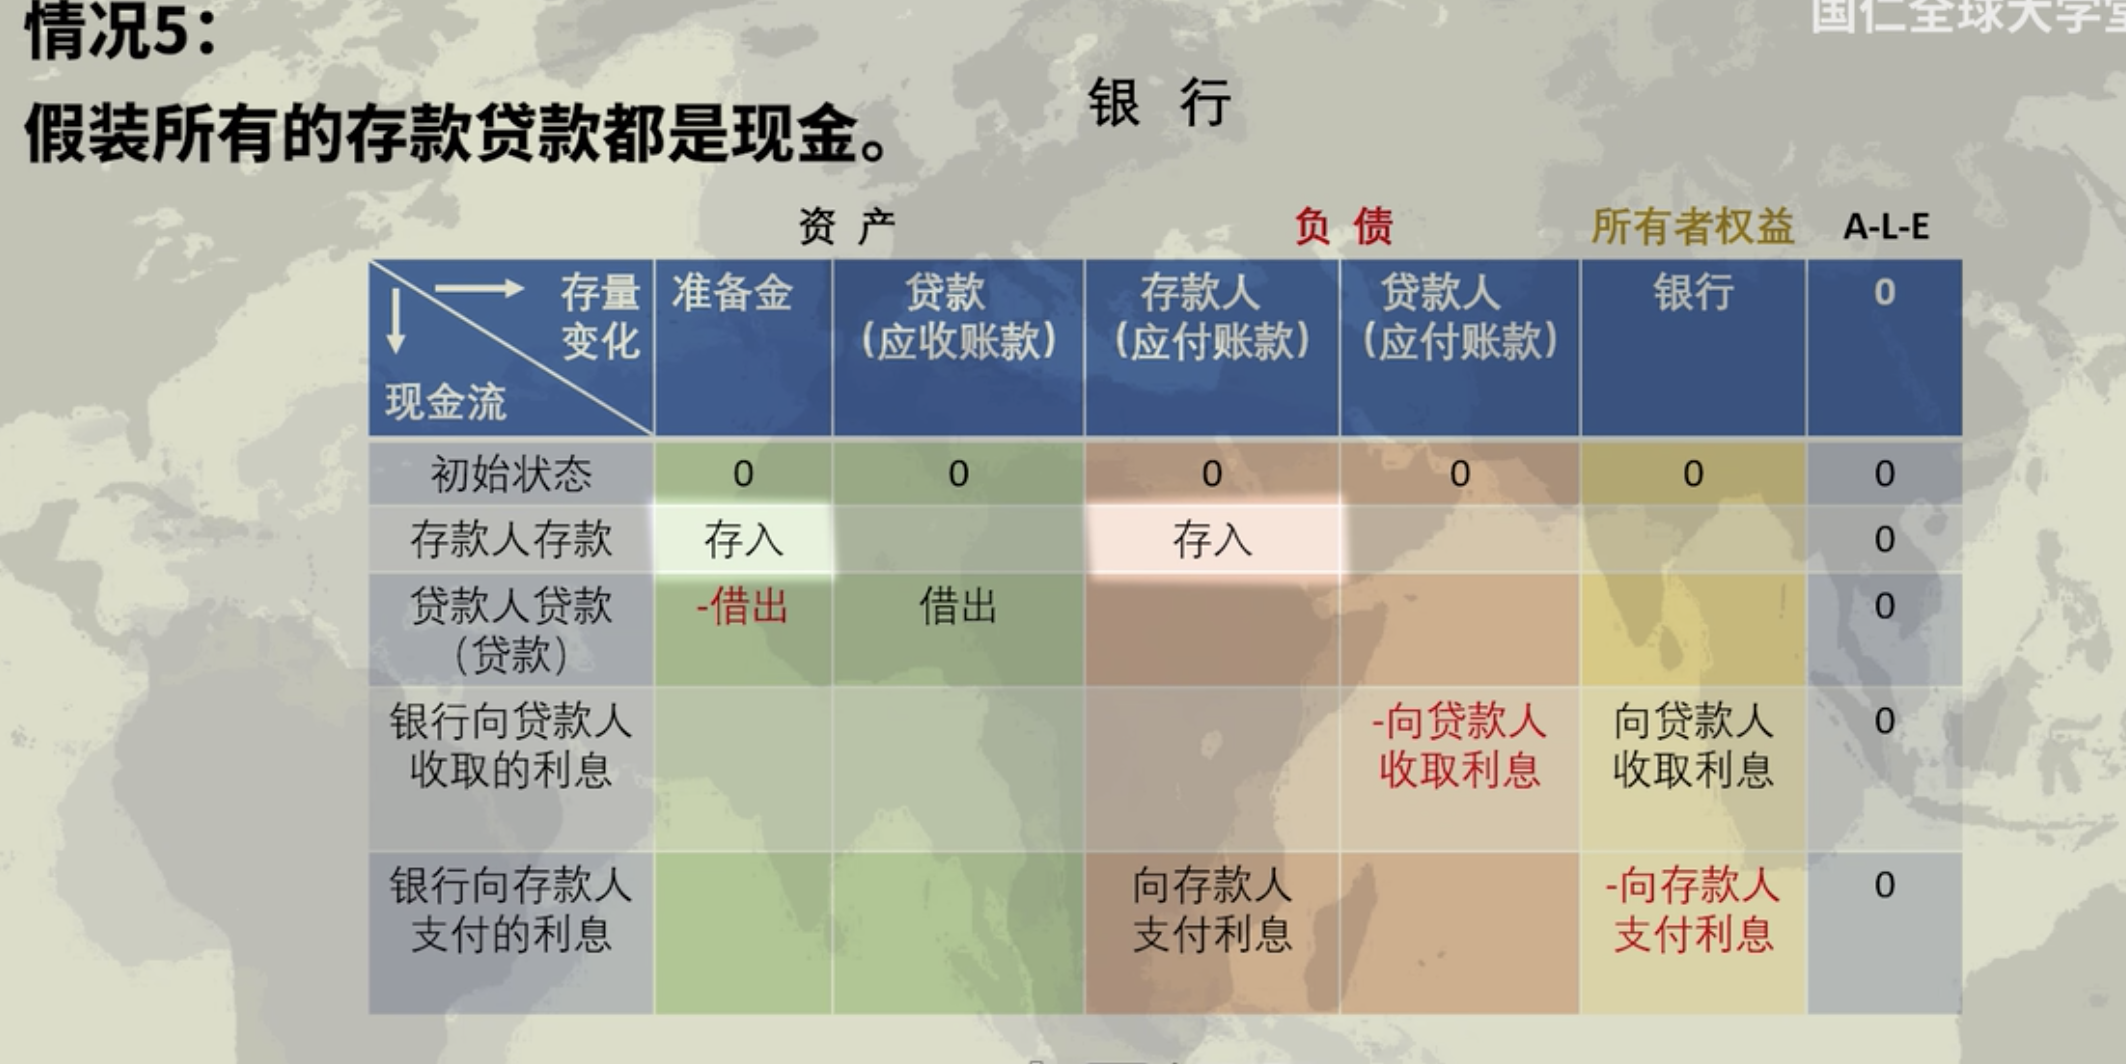 情况5：
国仁全球大学堂
假装所有的存款贷款都是现金。
银 行
资 产
负 债
所有者权益
A-L-E
存量
变化
现金流
准备金
贷款
（应收账款）
存款人
（应付账款）
贷款人
（应付账款）
银行
0
初始状态 0 0 0 0 0 0
存款人存款 存入 存入 0
贷款人贷款
（贷款）
-借出 借出 0
银行向贷款人
收取的利息
-向贷款人
收取利息
向贷款人
收取利息
0
银行向存款人
支付的利息
向存款人
支付利息
-向存款人
支付利息
0